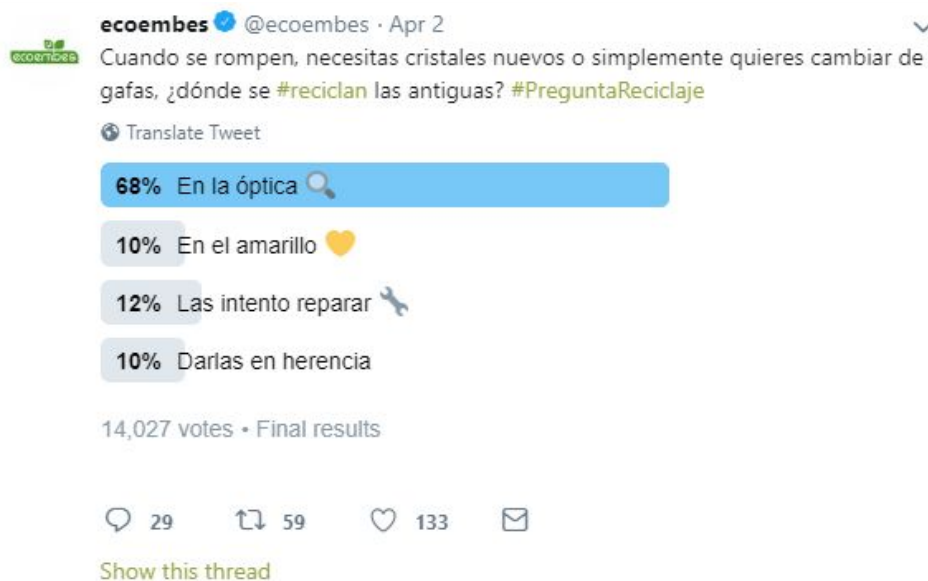 ecoembes @ecoembes · Apr 2
ecoembes
Cuando se rompen, necesitas cristales nuevos o simplemente quieres cambiar de
gafas, ¿dónde se #reciclan las antiguas? #PreguntaReciclaje
Translate Tweet
68% En la óptica 🔍
10% En el amarillo 💛
12% Las intento reparar 🔧
10% Darlas en herencia
14,027 votes • Final results
29 59 133
Show this thread